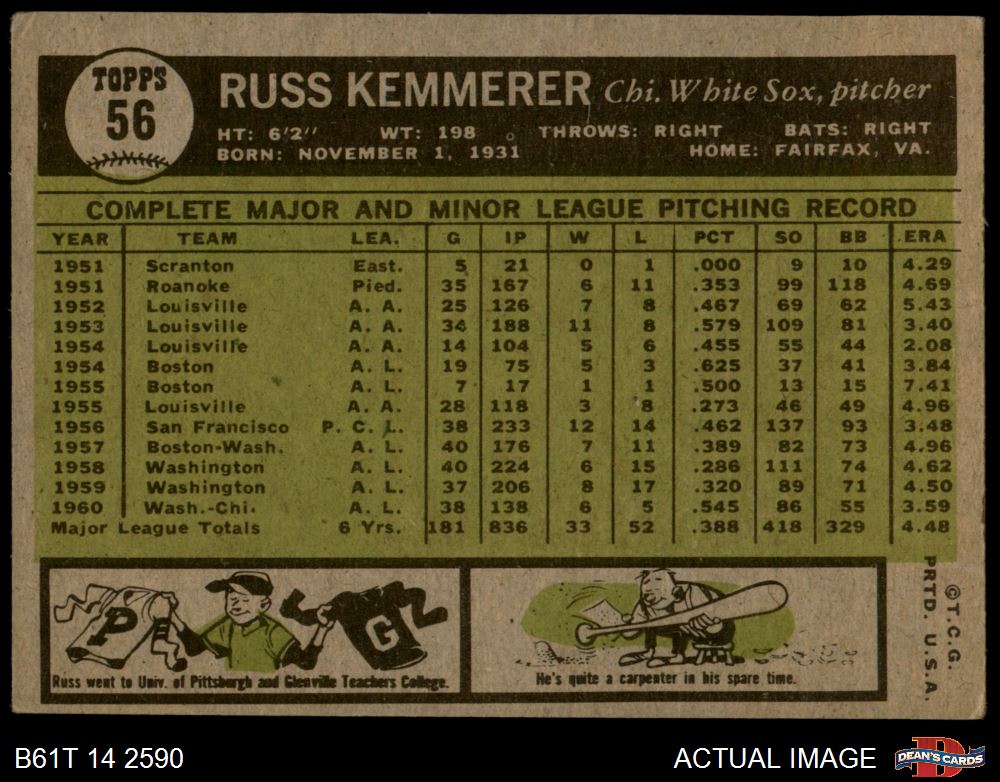 TOPPS
56
RUSS KEMMERER Chi. White Sox, pitcher
HT: 6'2" WT: 198 THROWS: RIGHT BATS: RIGHT
BORN: NOVEMBER 1, 1931 HOME: FAIRFAX, VA.
COMPLETE MAJOR AND MINOR LEAGUE PITCHING RECORD
YEAR TEAM LEA. G IP W L PCT SO BB ERA
1951 Scranton East. 5 21 0 1 .000 9 10 4.29
1951 Roanoke Pied. 35 167 6 11 .353 99 118 4.69
1952 Louisville A. A. 25 126 7 8 .467 69 62 5.43
1953 Louisville A. A. 34 188 11 8 .579 109 81 3.40
1954 Louisville A. A. 14 104 5 6 .455 55 44 2.08
1954 Boston A. L. 19 75 5 3 .625 37 41 3.84
1955 Boston A. L. 7 17 1 1 .500 13 15 7.41
1955 Louisville A. A. 28 118 3 8 .273 46 49 4.96
1956 San Francisco P. C. L. 38 233 12 14 .462 137 93 3.48
1957 Boston-Wash. A. L. 40 176 7 11 .389 82 73 4.96
1958 Washington A. L. 40 224 6 15 .286 111 74 4.62
1959 Washington A. L. 37 206 8 17 .320 89 71 4.50
1960 Wash.-Chi. A. L. 38 138 6 5 .545 86 55 3.59
Major League Totals 6 Yrs. 181 836 33 52 .388 418 329 4.48
P
G
Russ went to Univ. of Pittsburgh and Glenville Teachers College.
He's quite a carpenter in his spare time.
©T.C.G.
PRTD. U.S.A.
B61T 14 2590
ACTUAL IMAGE
D
DEAN'S CARDS